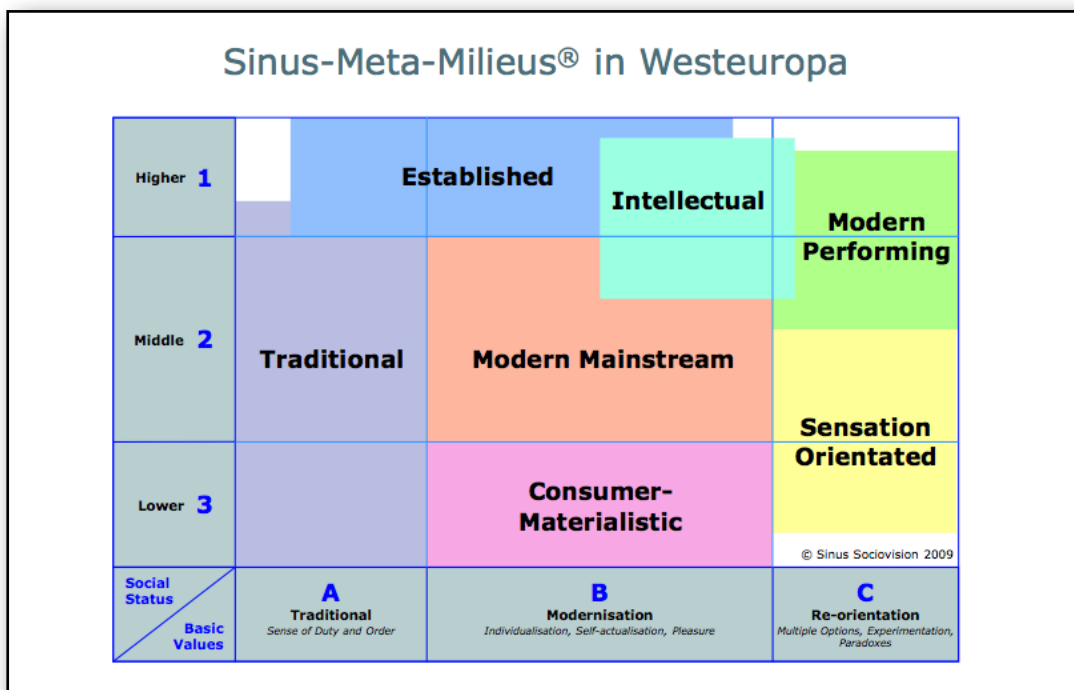 Sinus-Meta-Milieus® in Westeuropa
Higher 1
Established
Intellectual
Modern
Performing
Middle 2
Traditional
Modern Mainstream
Sensation
Orientated
Lower 3
Consumer-
Materialistic
© Sinus Sociovision 2009
Social
Status
Basic
Values
A
Traditional
Sense of Duty and Order
B
Modernisation
Individualisation, Self-actualisation, Pleasure
C
Re-orientation
Multiple Options, Experimentation,
Paradoxes